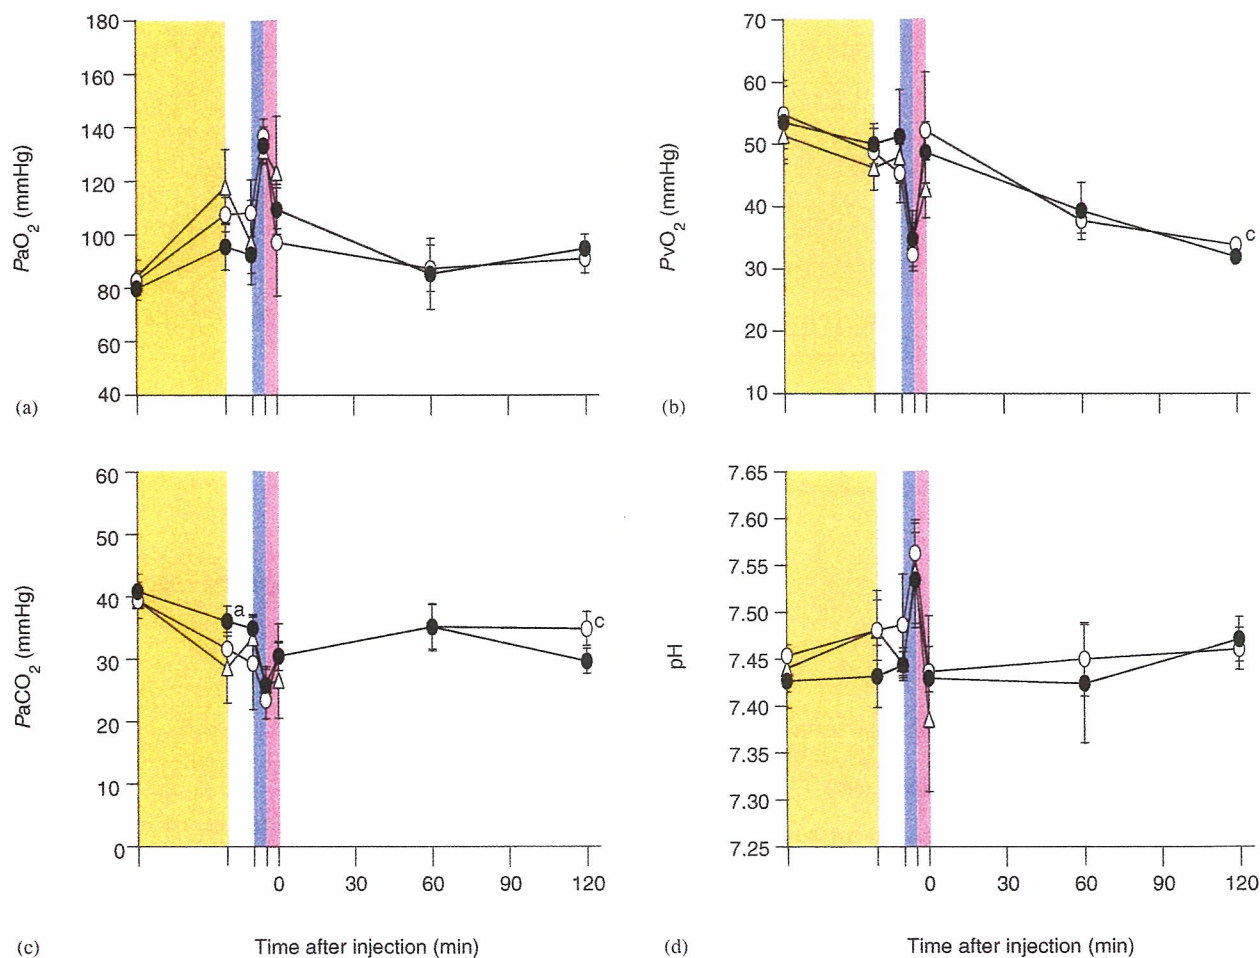 180
160
140
120
100
80
60
40
PaO2 (mmHg)
(a)
70
60
50
40
30
20
10
PvO2 (mmHg)
c
(b)
60
50
40
30
20
10
0
PaCO2 (mmHg)
a
c
0 30 60 90 120
(c) Time after injection (min)
7.65
7.60
7.55
7.50
7.45
7.40
7.35
7.30
7.25
pH
0 30 60 90 120
(d) Time after injection (min)